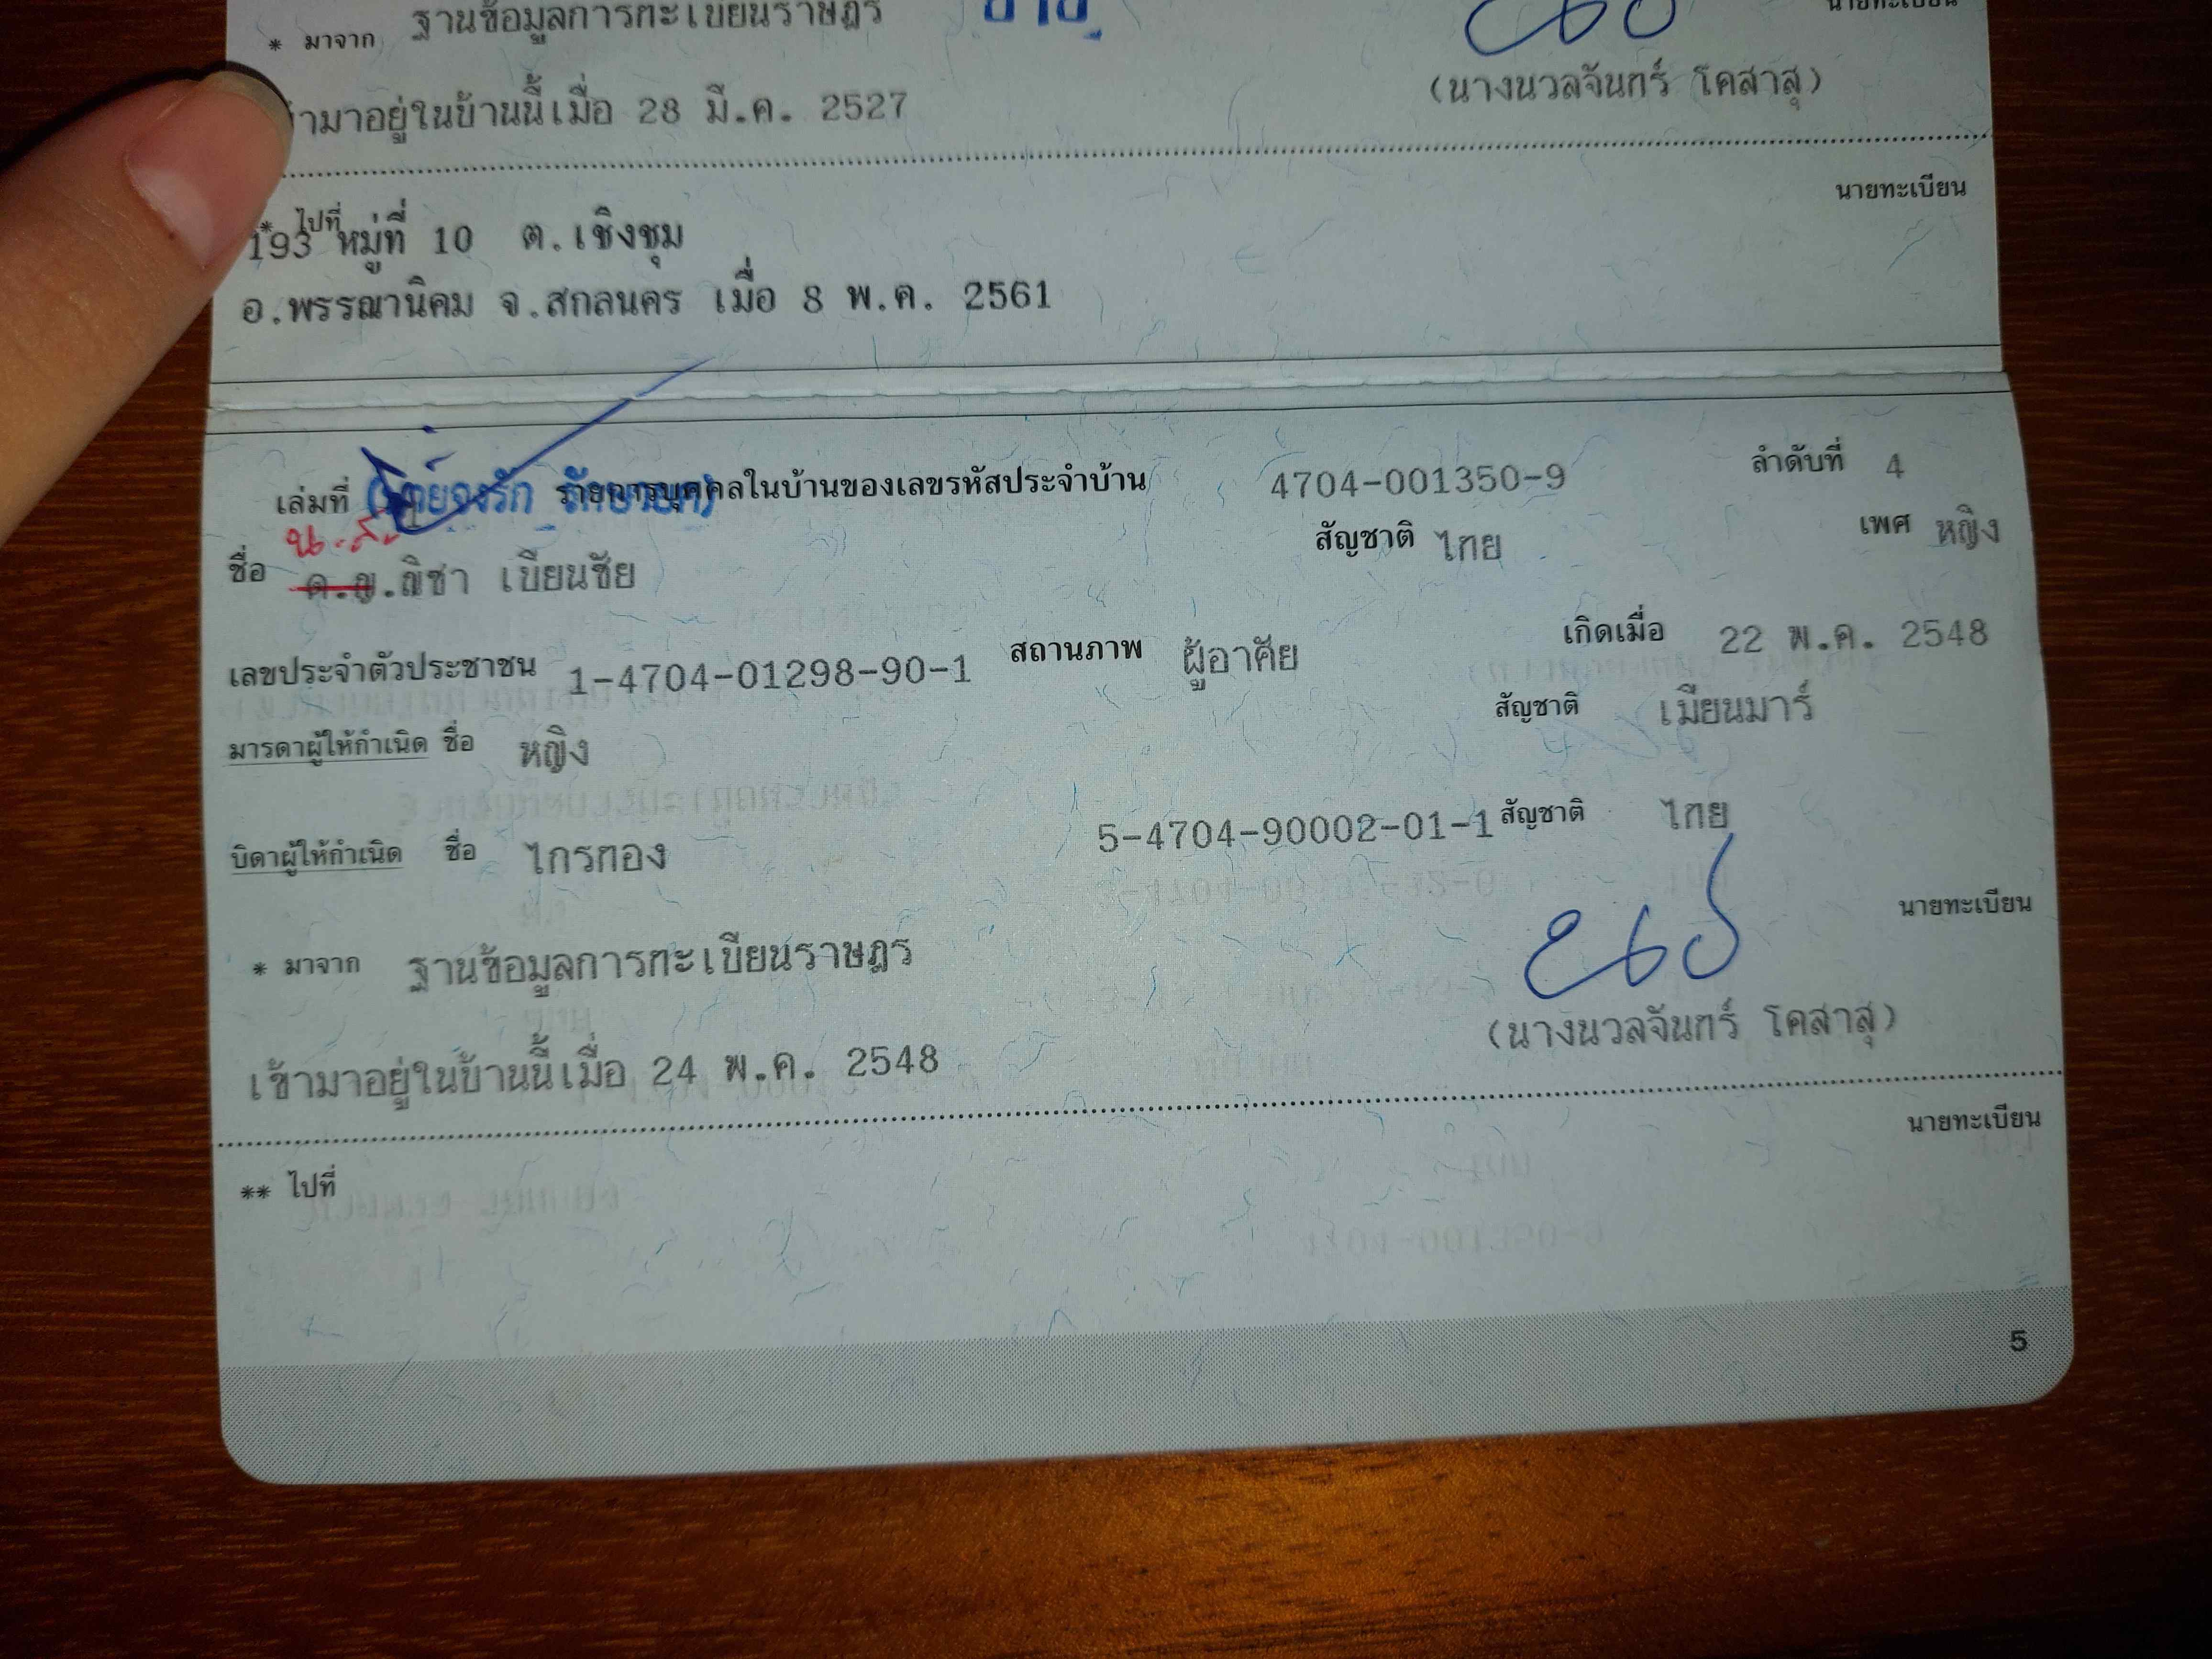 * มาจาก ฐานข้อมูลการทะเบียนราษฎร นายทะเบียน
(นางนวลจันทร์ โคสาสุ)
เข้ามาอยู่ในบ้านนี้เมื่อ 28 มี.ค. 2527
นายทะเบียน
** ไปที่
193 หมู่ที่ 10 ต.เชิงชุม
อ.พรรณานิคม จ.สกลนคร เมื่อ 8 พ.ค. 2561
เล่มที่ รายการบุคคลในบ้านของเลขรหัสประจำบ้าน 4704-001350-9 ลำดับที่ 4
น.ส.
ชื่อ ด.ญ.ณิชา เบียนชัย สัญชาติ ไทย เพศ หญิง
เลขประจำตัวประชาชน 1-4704-01298-90-1 สถานภาพ ผู้อาศัย เกิดเมื่อ 22 พ.ค. 2548
มารดาผู้ให้กำเนิด ชื่อ หญิง สัญชาติ เมียนมาร์
บิดาผู้ให้กำเนิด ชื่อ ไกรทอง 5-4704-90002-01-1 สัญชาติ ไทย
* มาจาก ฐานข้อมูลการทะเบียนราษฎร นายทะเบียน
(นางนวลจันทร์ โคสาสุ)
เข้ามาอยู่ในบ้านนี้เมื่อ 24 พ.ค. 2548
นายทะเบียน
** ไปที่
5